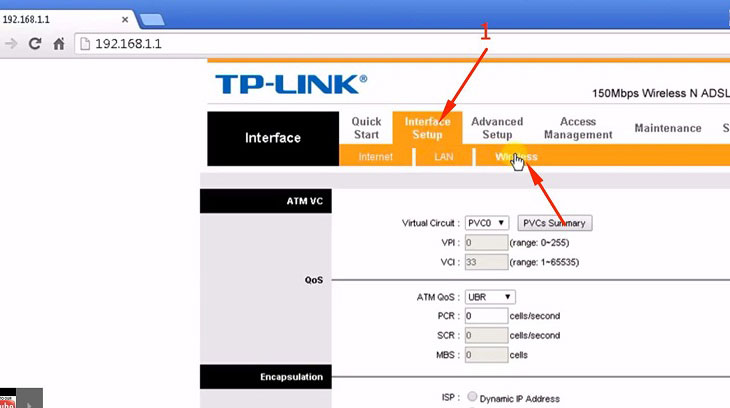 192.168.1.1
192.168.1.1
1
TP-LINK®
150Mbps Wireless N ADSL
Interface
Quick Start
Interface Setup
Advanced Setup
Access Management
Maintenance
S
Internet
LAN
Wireless
ATM VC
Virtual Circuit : PVC0 PVCs Summary
VPI : 0 (range: 0~255)
VCI : 33 (range: 1~65535)
QoS
ATM QoS : UBR
PCR : 0 cells/second
SCR : 0 cells/second
MBS : 0 cells
Encapsulation
ISP : Dynamic IP Address